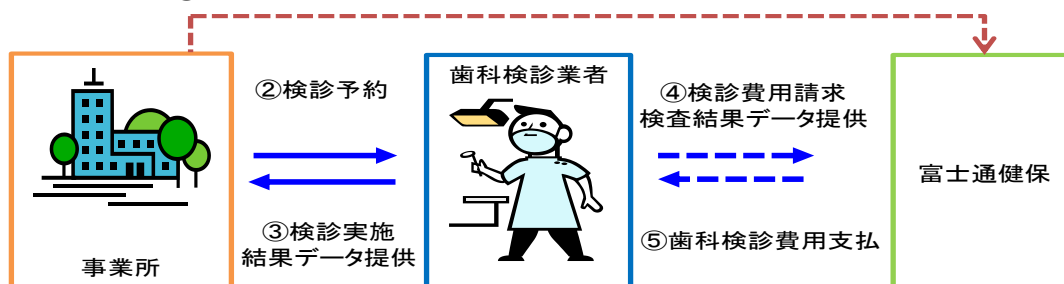 ②検診予約
歯科検診業者
④検診費用請求
検査結果データ提供
富士通健保
③検診実施
結果データ提供
⑤歯科検診費用支払
事業所